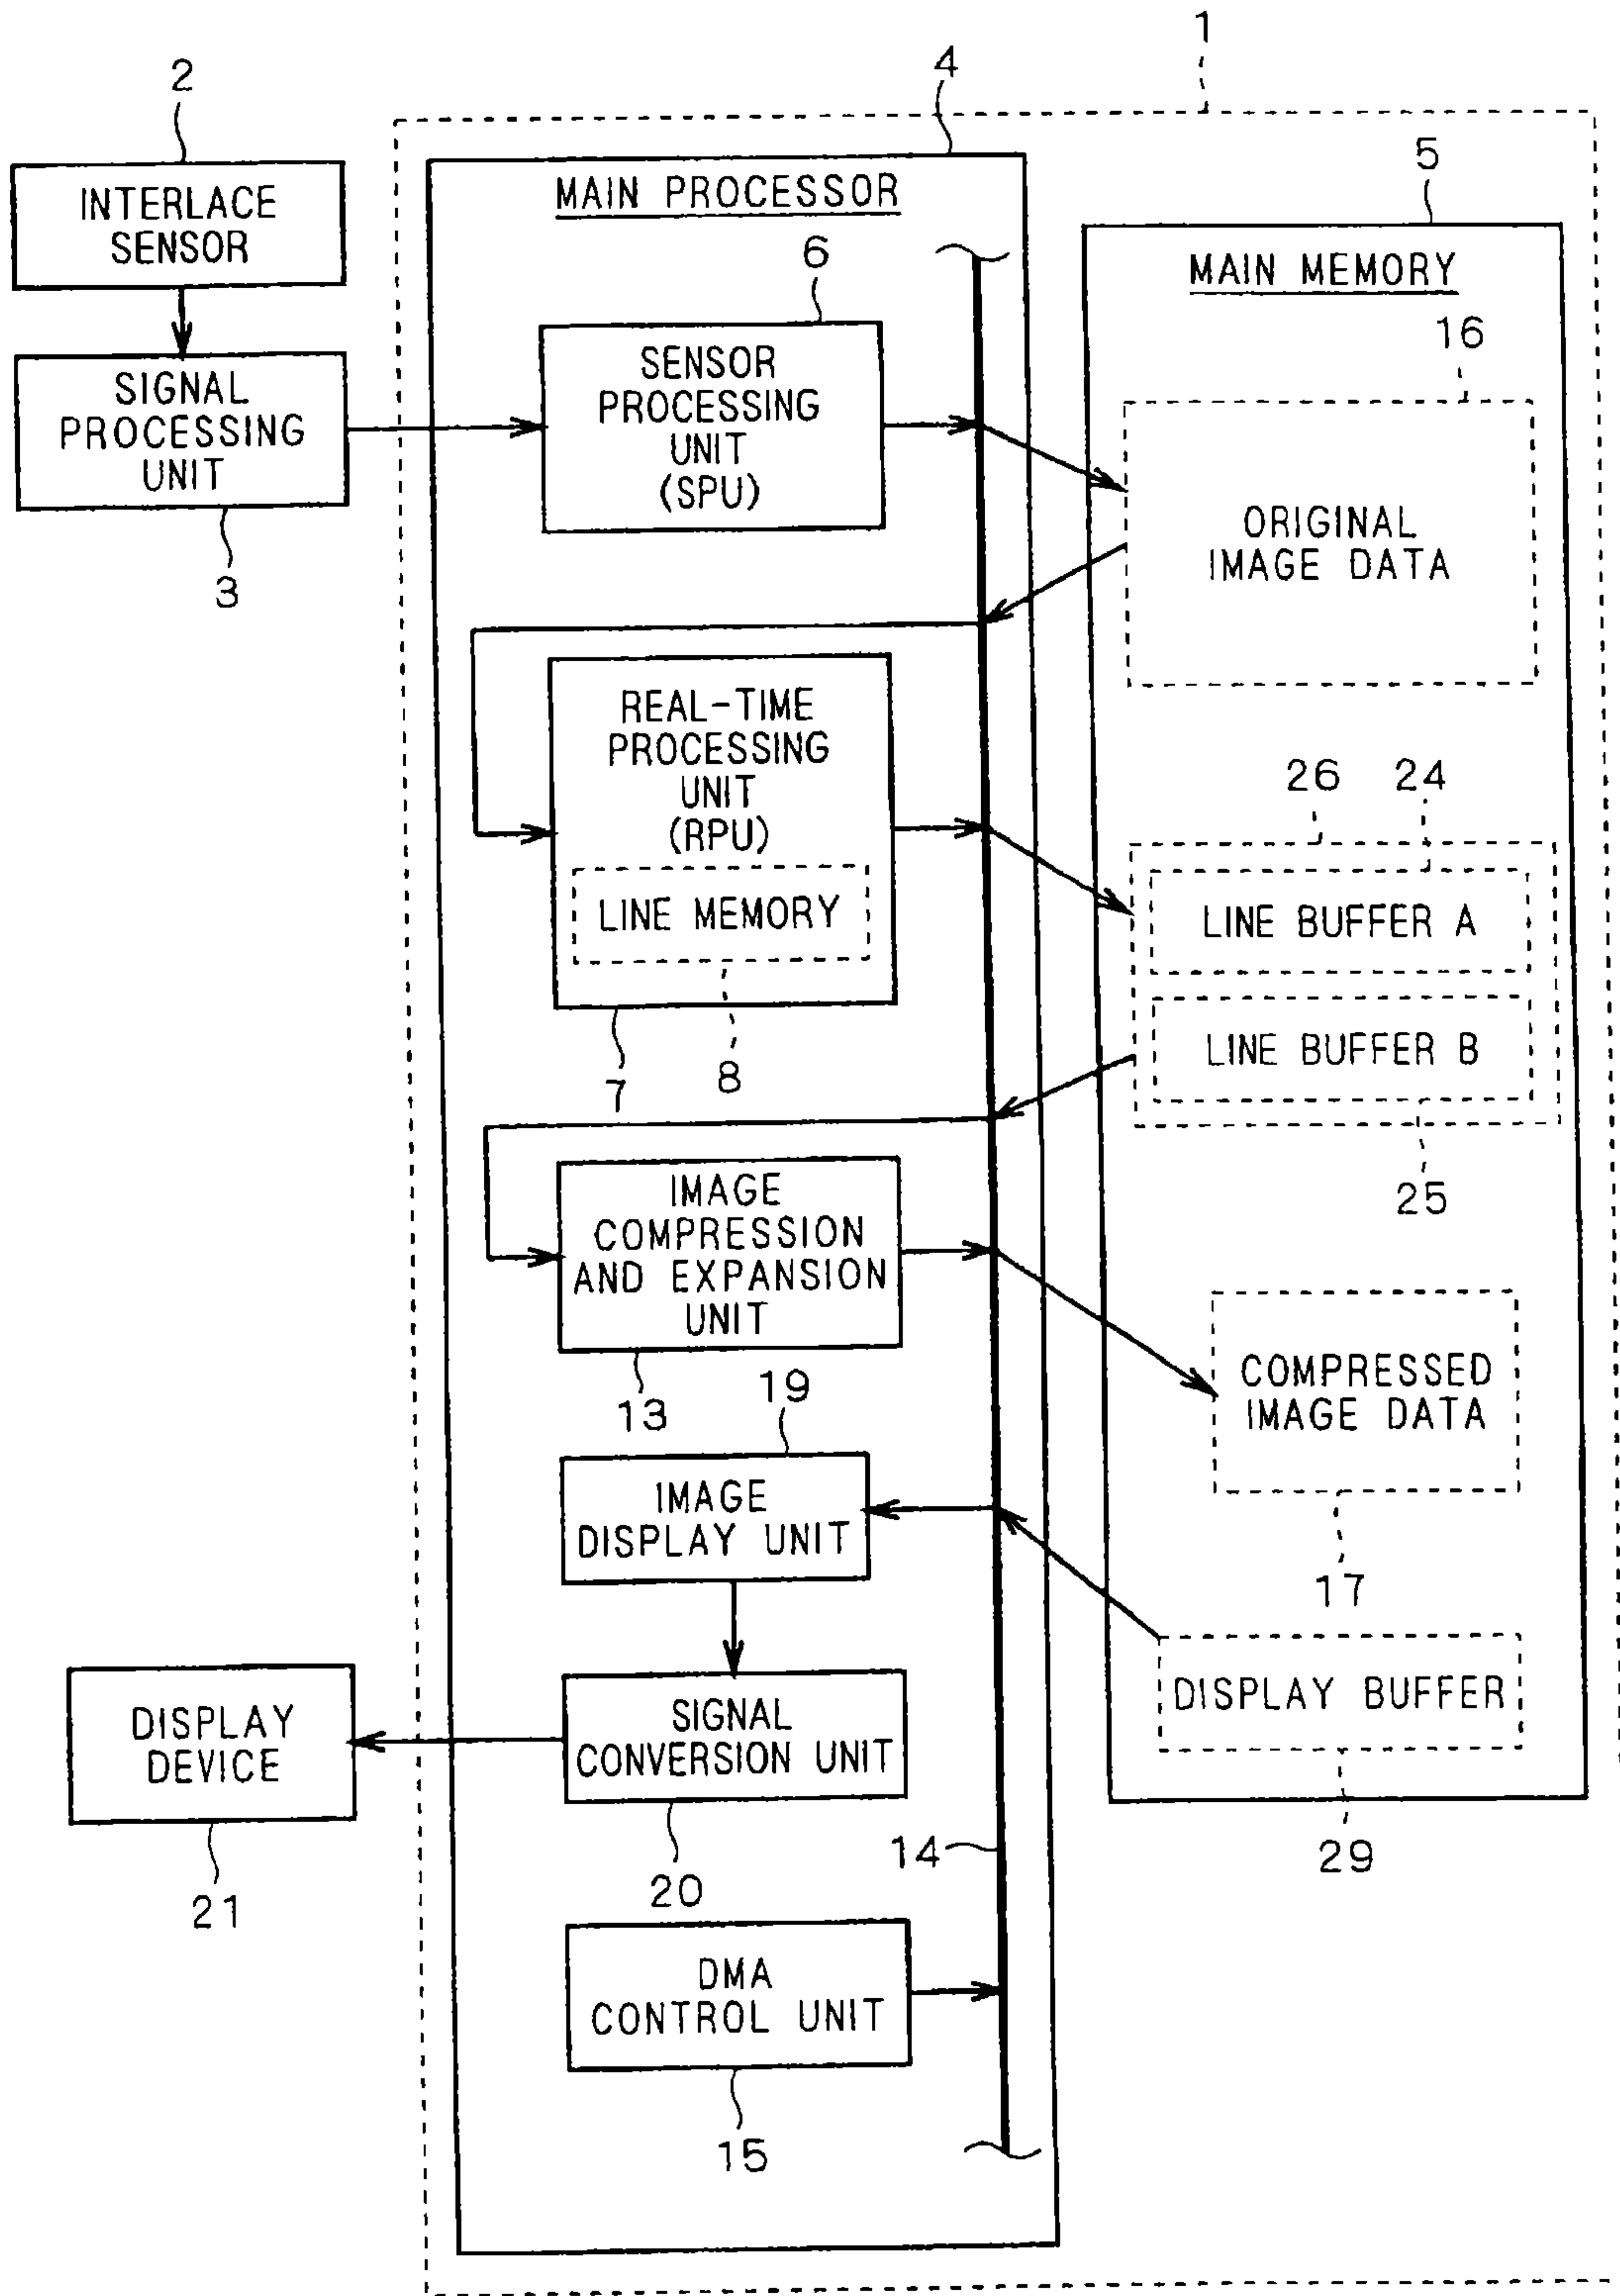 1
2
4
5
INTERLACE
SENSOR
MAIN PROCESSOR
MAIN MEMORY
6
16
SIGNAL
PROCESSING
UNIT
3
SENSOR
PROCESSING
UNIT
(SPU)
ORIGINAL
IMAGE DATA
REAL-TIME
PROCESSING
UNIT
(RPU)
LINE MEMORY
7
8
26
24
LINE BUFFER A
LINE BUFFER B
25
IMAGE
COMPRESSION
AND EXPANSION
UNIT
13
COMPRESSED
IMAGE DATA
17
19
IMAGE
DISPLAY UNIT
DISPLAY BUFFER
29
SIGNAL
CONVERSION UNIT
20
DISPLAY
DEVICE
21
14
DMA
CONTROL UNIT
15